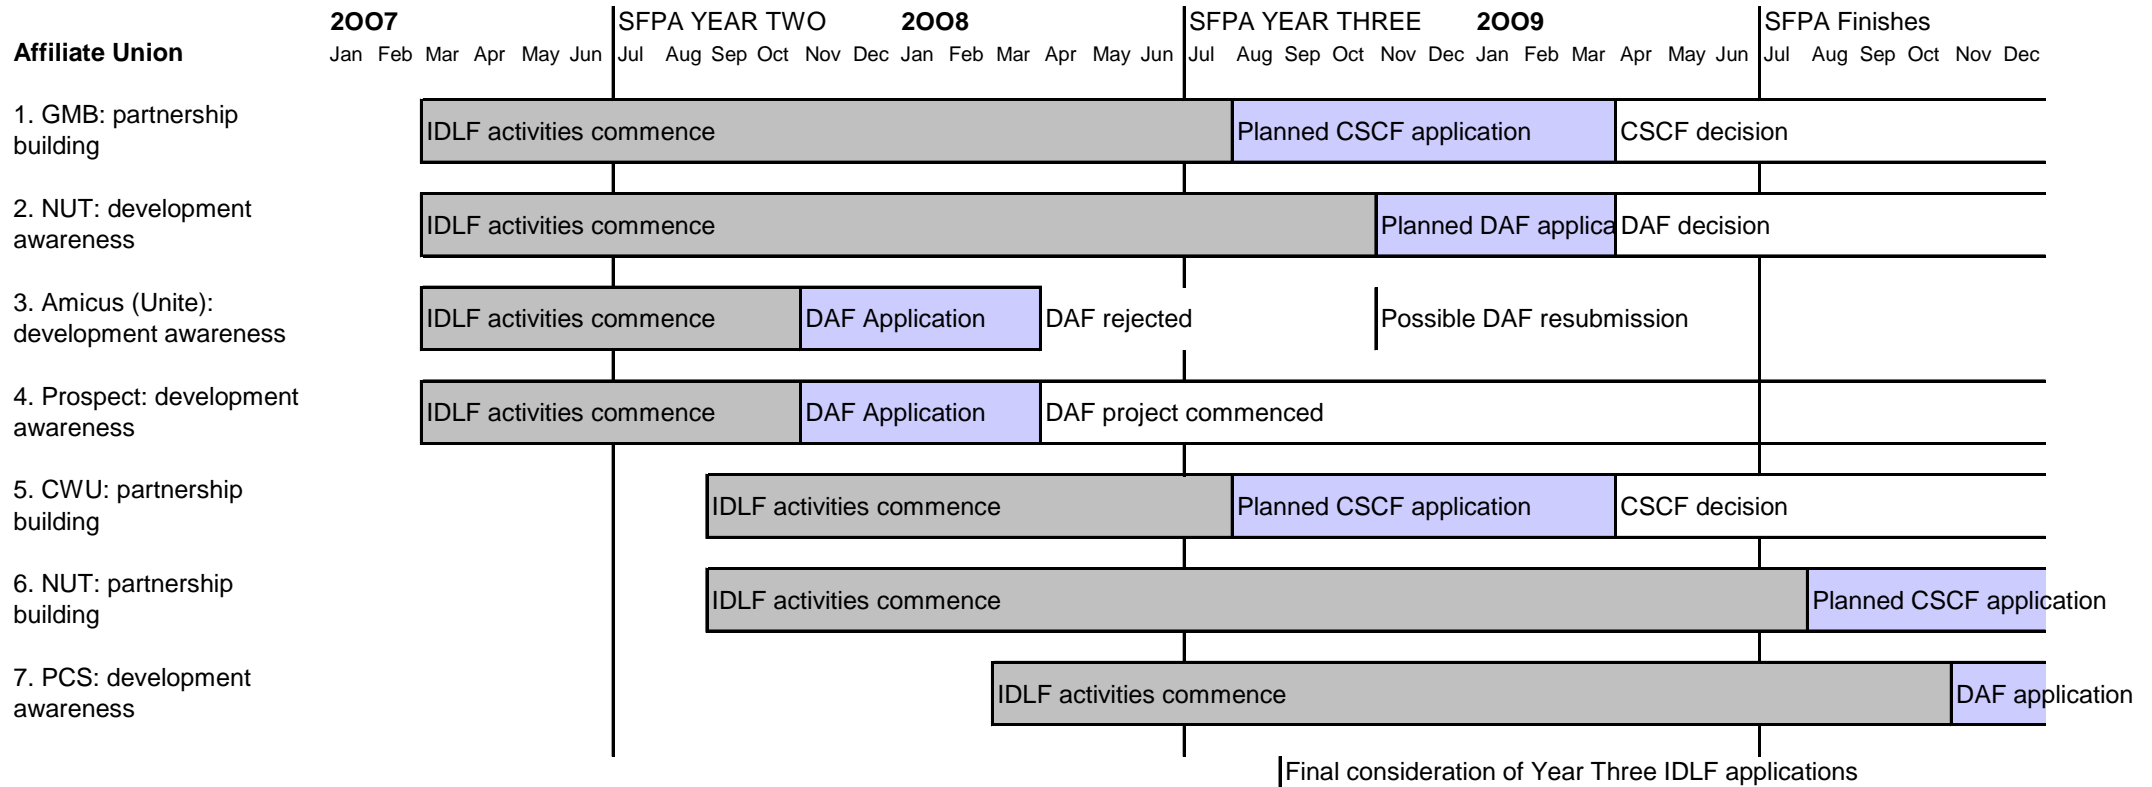 2OO7 SFPA YEAR TWO 2OO8 SFPA YEAR THREE 2OO9 SFPA Finishes
Affiliate Union Jan Feb Mar Apr May Jun Jul Aug Sep Oct Nov Dec Jan Feb Mar Apr May Jun Jul Aug Sep Oct Nov Dec Jan Feb Mar Apr May Jun Jul Aug Sep Oct Nov Dec
1. GMB: partnership
building
IDLF activities commence Planned CSCF application CSCF decision
2. NUT: development
awareness
IDLF activities commence Planned DAF applica DAF decision
3. Amicus (Unite):
development awareness
IDLF activities commence DAF Application DAF rejected Possible DAF resubmission
4. Prospect: development
awareness
IDLF activities commence DAF Application DAF project commenced
5. CWU: partnership
building
IDLF activities commence Planned CSCF application CSCF decision
6. NUT: partnership
building
IDLF activities commence Planned CSCF application
7. PCS: development
awareness
IDLF activities commence DAF application
Final consideration of Year Three IDLF applications